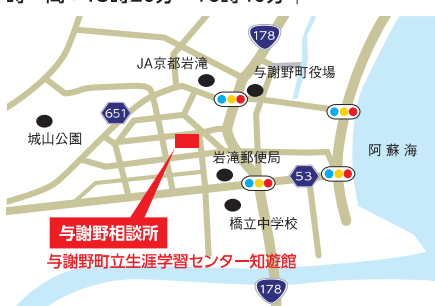 178
JA京都岩滝
与謝野町役場
651
城山公園
阿蘇海
岩滝郵便局
53
橋立中学校
与謝野相談所
与謝野町立生涯学習センター知遊館
178